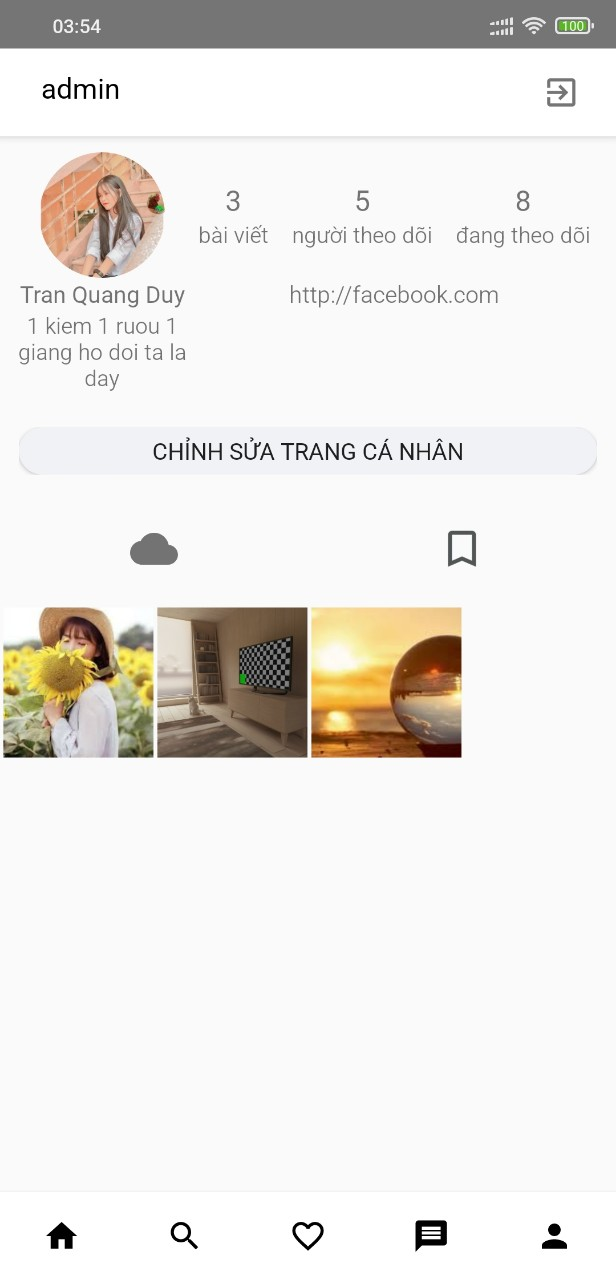 03:54
100
admin
3
5
8
bài viết
người theo dõi
đang theo dõi
Tran Quang Duy
http://facebook.com
1 kiem 1 ruou 1
giang ho doi ta la
day
CHỈNH SỬA TRANG CÁ NHÂN